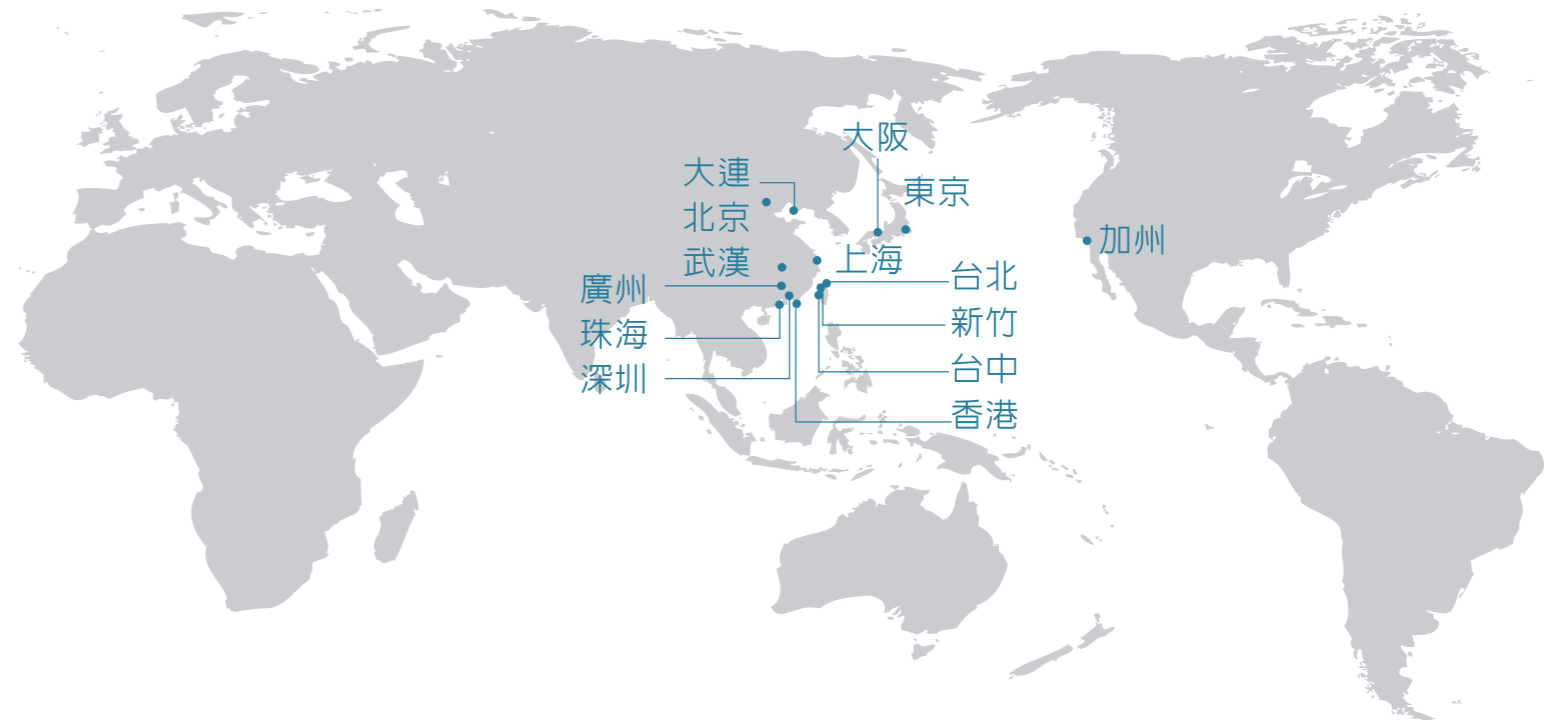 大阪
大連
東京
北京
加州
武漢
上海
廣州
台北
珠海
新竹
深圳
台中
香港